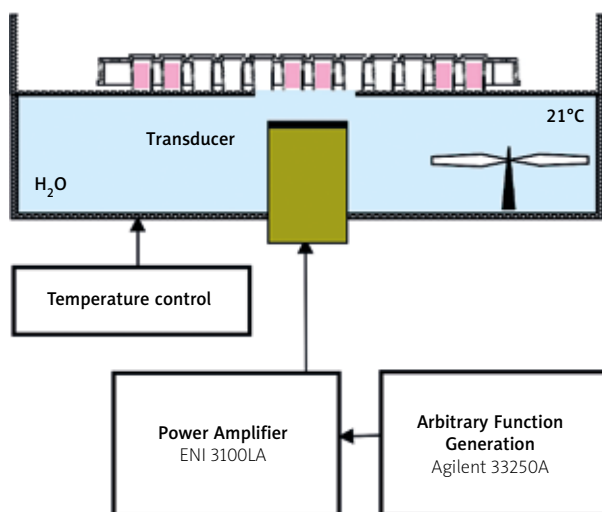 21°C
Transducer
H₂O
Temperature control
Power Amplifier
ENI 3100LA
Arbitrary Function
Generation
Agilent 33250A